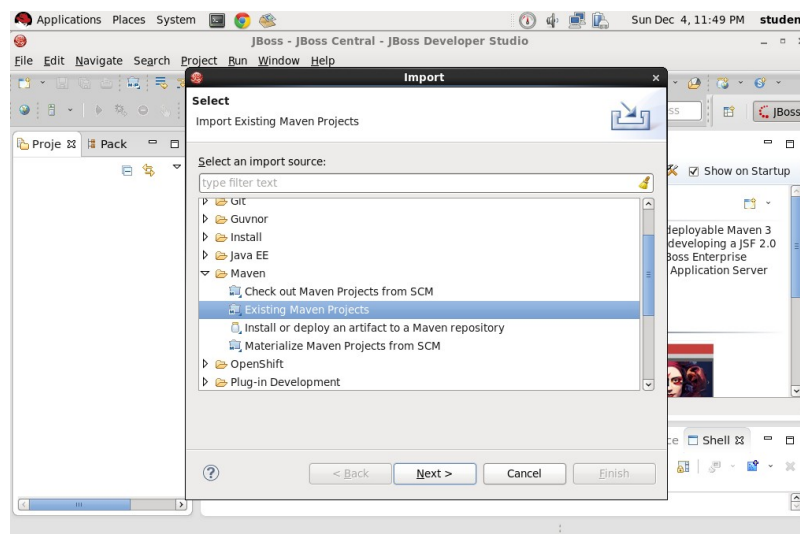 Applications Places System Sun Dec 4, 11:49 PM studen
JBoss - JBoss Central - JBoss Developer Studio
File Edit Navigate Search Project Run Window Help
Import
Select
Import Existing Maven Projects
ss JBoss
Proje Pack
Select an import source:
Show on Startup
type filter text
Git
Guvnor
Install
Java EE
Maven
Check out Maven Projects from SCM
Existing Maven Projects
Install or deploy an artifact to a Maven repository
Materialize Maven Projects from SCM
OpenShift
Plug-in Development
deployable Maven 3
developing a JSF 2.0
Boss Enterprise
Application Server
ce Shell
< Back Next > Cancel Finish